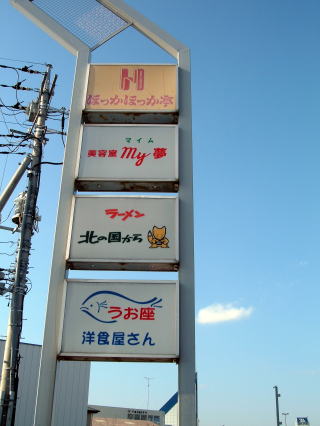 ほっかほっか亭
マイム
美容室 my夢
ラーメン
北の国から
うお座
洋食屋さん